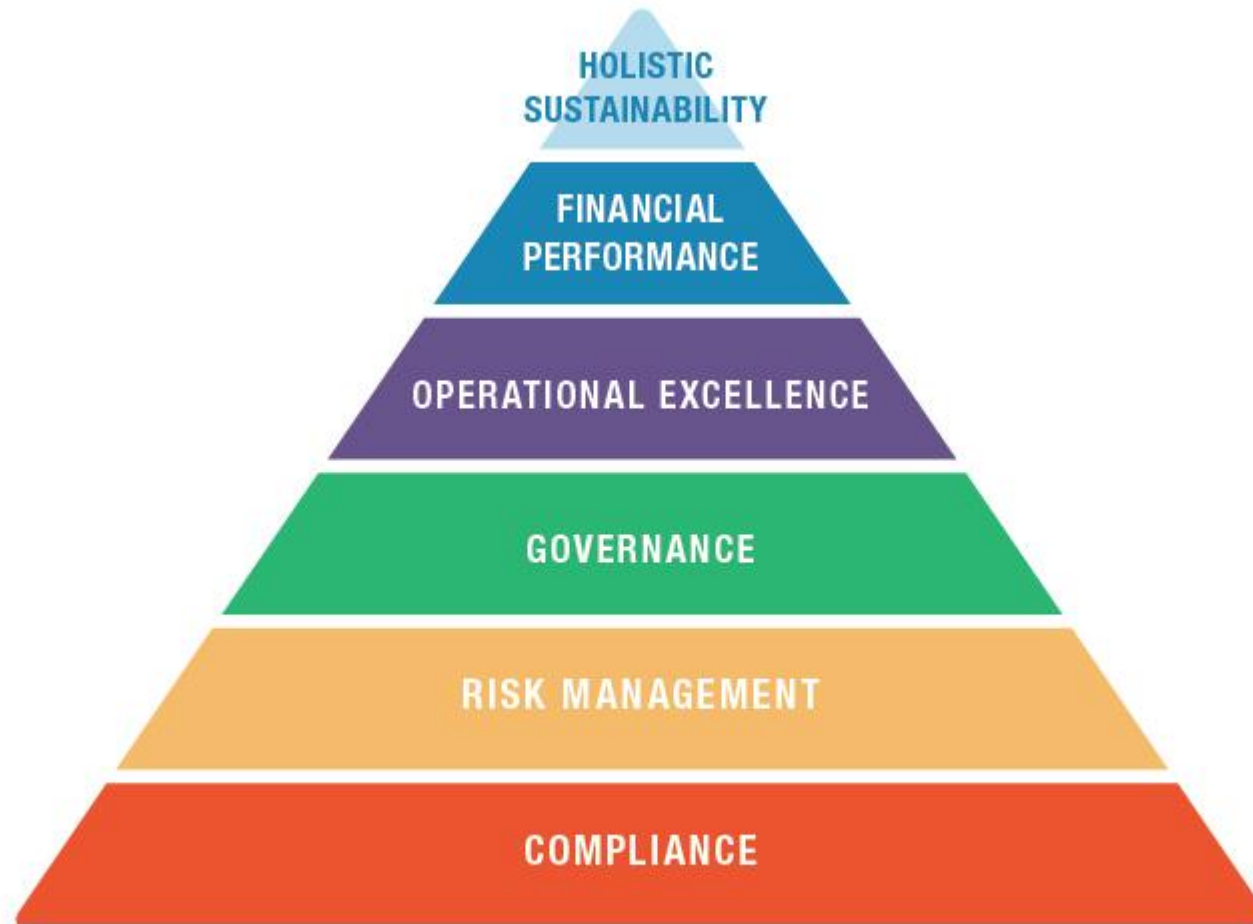 HOLISTIC
SUSTAINABILITY
FINANCIAL
PERFORMANCE
OPERATIONAL EXCELLENCE
GOVERNANCE
RISK MANAGEMENT
COMPLIANCE